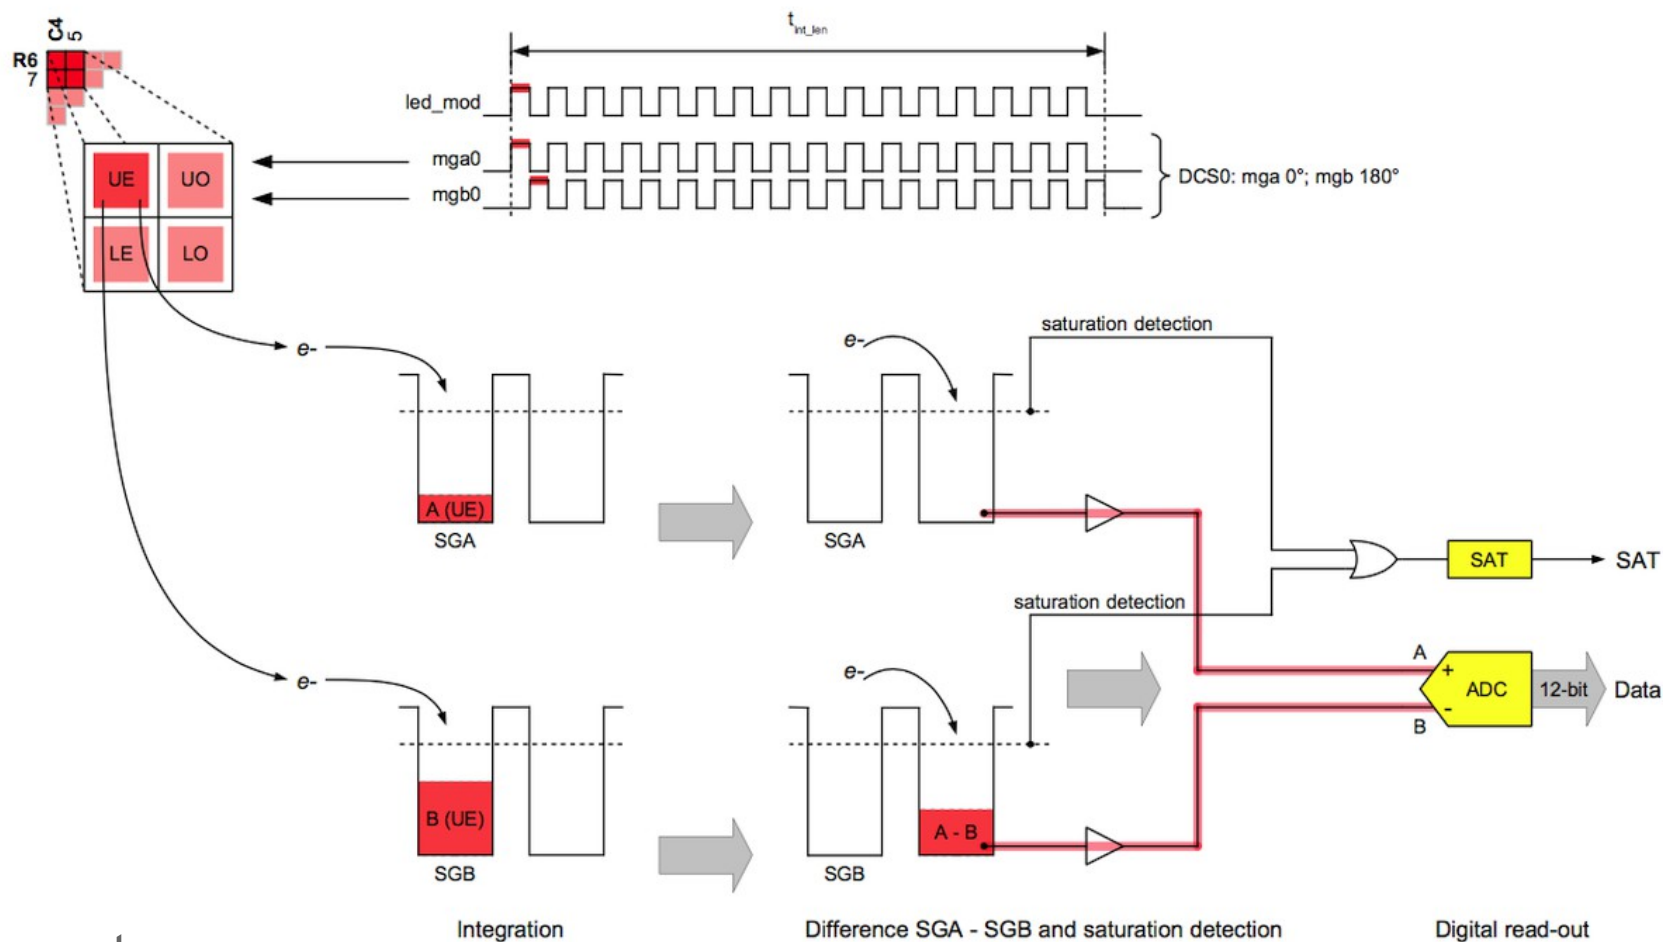 C4
5
R6
7
t int_len
led_mod
mga0
mgb0
DCS0: mga 0°; mgb 180°
UE UO
LE LO
e-
e-
saturation detection
A (UE)
SGA
SGA
SAT
SAT
saturation detection
e-
e-
A
+
ADC
12-bit
Data
-
B
B (UE)
A - B
SGB
SGB
Integration
Difference SGA - SGB and saturation detection
Digital read-out